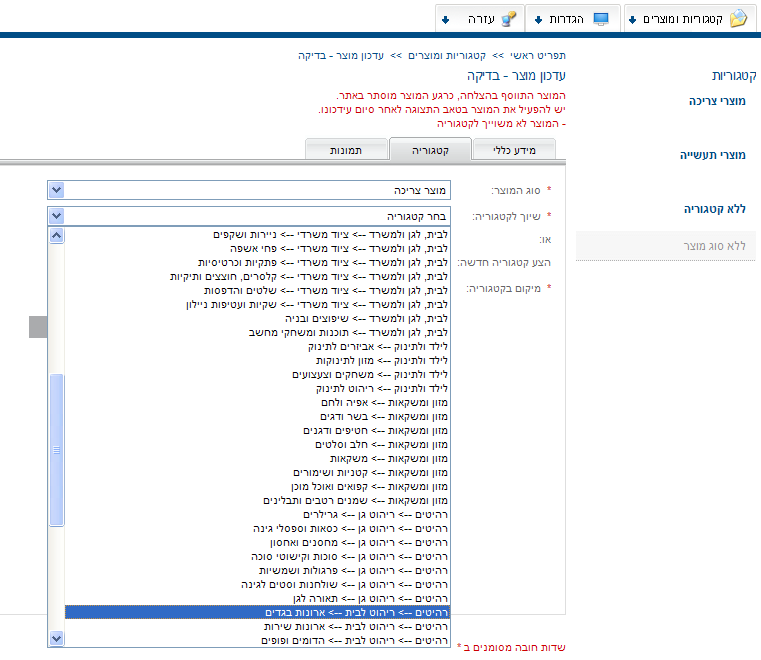 קטגוריות ומוצרים
הגדרות
עזרה
תפריט ראשי >> קטגוריות ומוצרים >> עדכון מוצר - בדיקה
קטגוריות
מוצרי צריכה
מוצרי תעשייה
ללא קטגוריה
ללא סוג מוצר
עדכון מוצר - בדיקה
המוצר התווסף בהצלחה, כרגע המוצר מוסתר באתר.
יש להפעיל את המוצר בטאב התצוגה לאחר סיום עידכונו.
- המוצר לא משוייך לקטגוריה
מידע כללי
קטגוריה
תמונות
* סוג המוצר:
מוצר צריכה
* שיוך לקטגוריה:
בחר קטגוריה
או:
הצע קטגוריה חדשה:
* מיקום בקטגוריה:
לבית, לגן ולמשרד --> ציוד משרדי --> ניירות ושקפים
לבית, לגן ולמשרד --> ציוד משרדי --> פחי אשפה
לבית, לגן ולמשרד --> ציוד משרדי --> פתקיות וכרטיסיות
לבית, לגן ולמשרד --> ציוד משרדי --> קלסרים, חוצצים ותיקיות
לבית, לגן ולמשרד --> ציוד משרדי --> שלטים והדפסות
לבית, לגן ולמשרד --> ציוד משרדי --> שקיות ועטיפות ניילון
לבית, לגן ולמשרד --> שיפוצים ובניה
לבית, לגן ולמשרד --> תוכנות ומשחקי מחשב
לילד ולתינוק --> אביזרים לתינוק
לילד ולתינוק --> מזון לתינוקות
לילד ולתינוק --> משחקים וצעצועים
לילד ולתינוק --> ריהוט לתינוק
מזון ומשקאות --> אפיה ולחם
מזון ומשקאות --> בשר ודגים
מזון ומשקאות --> חטיפים ודגנים
מזון ומשקאות --> חלב וסלטים
מזון ומשקאות --> משקאות
מזון ומשקאות --> קטניות ושימורים
מזון ומשקאות --> קפואים ואוכל מוכן
מזון ומשקאות --> שמנים רטבים ותבלינים
רהיטים --> ריהוט גן --> גרילרים
רהיטים --> ריהוט גן --> כסאות וספסלי גינה
רהיטים --> ריהוט גן --> מחסנים ואחסון
רהיטים --> ריהוט גן --> סוכות וקישוטי סוכה
רהיטים --> ריהוט גן --> פרגולות ושמשיות
רהיטים --> ריהוט גן --> שולחנות וסטים לגינה
רהיטים --> ריהוט גן --> תאורה לגן
רהיטים --> ריהוט לבית --> ארונות בגדים
רהיטים --> ריהוט לבית --> ארונות שירות
רהיטים --> ריהוט לבית --> הדומים ופופים
שדות חובה מסומנים ב *